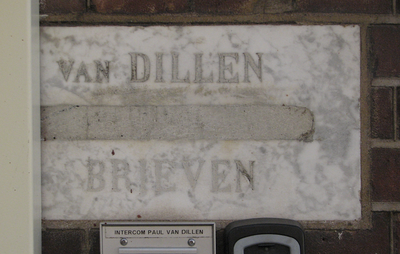 VAN DILLEN
BRIEVEN
INTERCOM PAUL VAN DILLEN